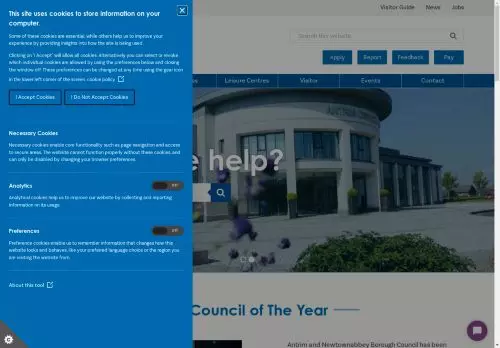 This site uses cookies to store information on your
computer.
Some of these cookies are essential, while others help us to improve your
experience by providing insights into how the site is being used.
Clicking on 'I Accept' will allow all cookies. Alternatively you can select or revoke
which individual cookies are allowed by using the preferences below and closing
the window off. These preferences can be changed at any time using the gear icon
in the lower left corner of the screen. cookie policy
I Accept Cookies
I Do Not Accept Cookies
Necessary Cookies
Necessary cookies enable core functionality such as page navigation and access
to secure areas. The website cannot function properly without these cookies, and
can only be disabled by changing your browser preferences.
Analytics
Off
Analytical cookies help us to improve our website by collecting and reporting
information on its usage.
Preferences
Off
Preference cookies enable us to remember information that changes how this
website looks and behaves, like your preferred language choice or the region you
are visiting the website from.
About this tool
Visitor Guide
News
Jobs
Search this website
Apply
Report
Feedback
Pay
Leisure Centres
Visitor
Events
Contact
help?
Council of The Year
Antrim and Newtownabbey Borough Council has been